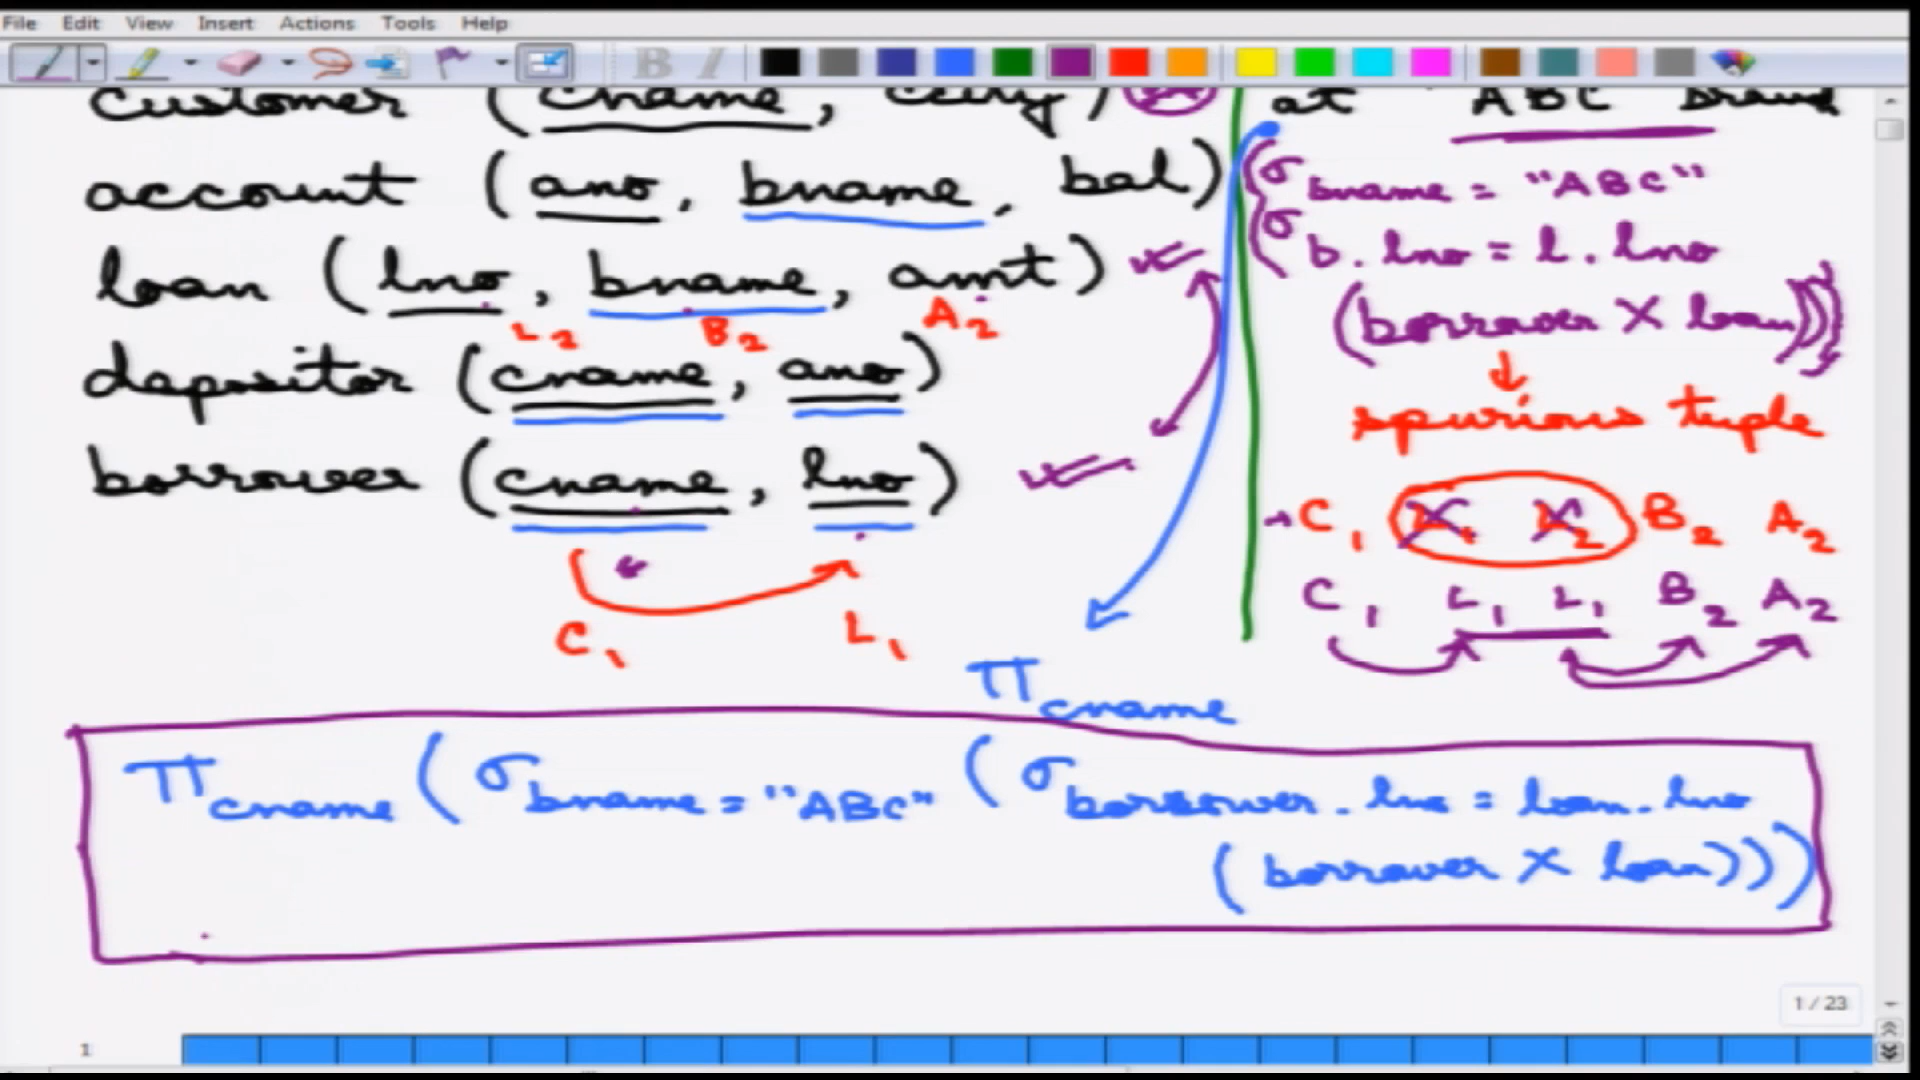 File Edit View Insert Actions Tools Help
B I
customer (cname, city)
account (ano, bname, bal)
loan (lno, bname, amt)
L2 B2 A2
depositor (cname, ano)
borrower (cname, lno)
C1 L1
at ABC
(σ bname = "ABC"
(σ b.lno = l.lno
(borrower X loan)))
spurious tuple
C1 L1 L2 B2 A2
C1 L1 L1 B2 A2
π cname
π cname (σ bname = "ABC" (σ borrower.lno = loan.lno
(borrower X loan)))
1 / 23
1